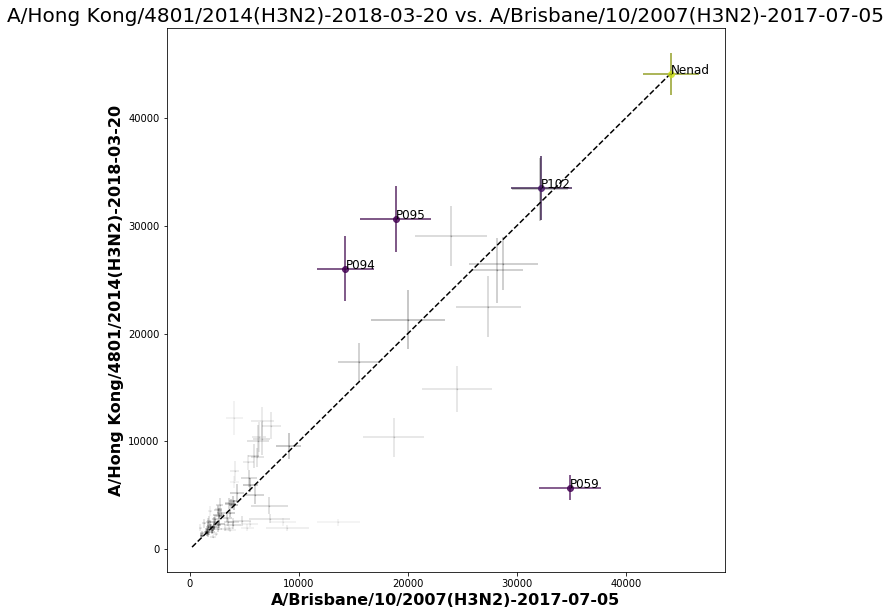 A/Hong Kong/4801/2014(H3N2)-2018-03-20 vs. A/Brisbane/10/2007(H3N2)-2017-07-05
A/Hong Kong/4801/2014(H3N2)-2018-03-20
40000
30000
20000
10000
0
Nenad
P102
P095
P094
P059
0
10000
20000
30000
40000
A/Brisbane/10/2007(H3N2)-2017-07-05